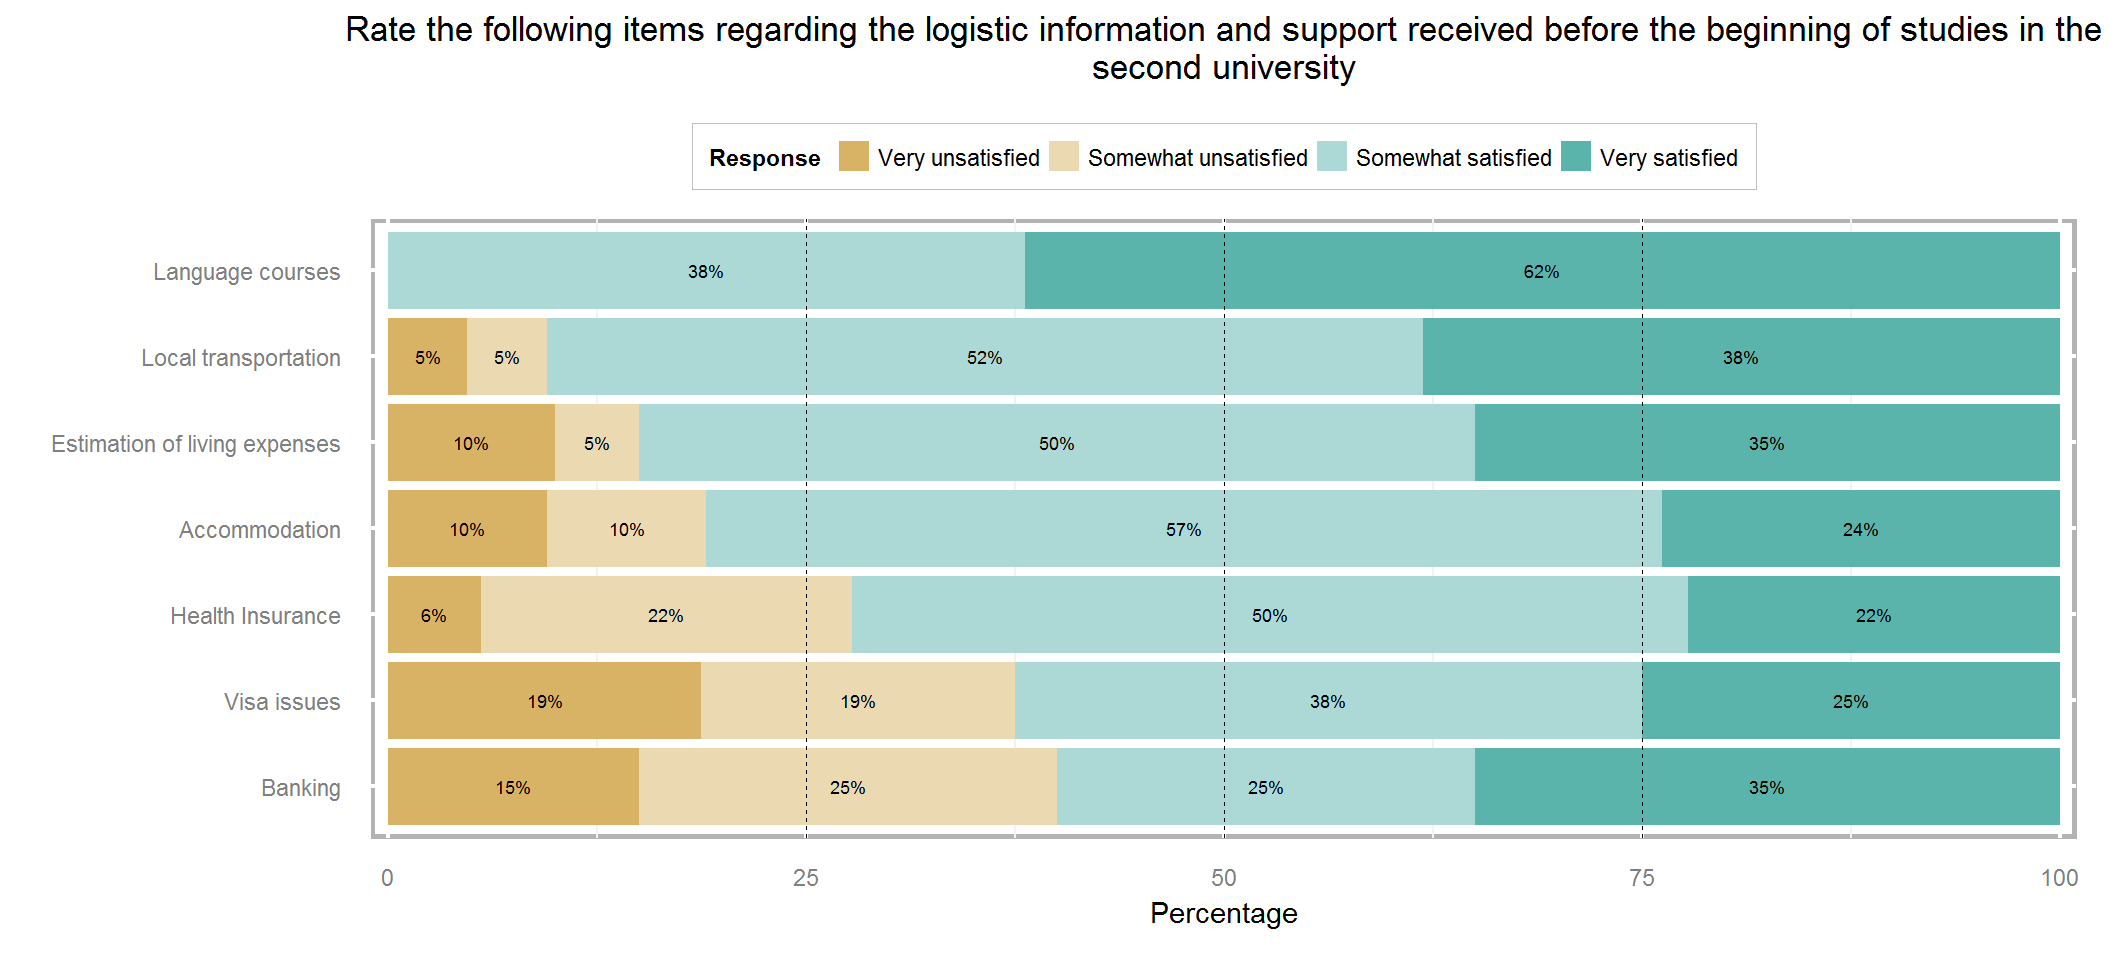 Rate the following items regarding the logistic information and support received before the beginning of studies in the
second university
Response Very unsatisfied Somewhat unsatisfied Somewhat satisfied Very satisfied
Language courses 38% 62%
Local transportation 5% 5% 52% 38%
Estimation of living expenses 10% 5% 50% 35%
Accommodation 10% 10% 57% 24%
Health Insurance 6% 22% 50% 22%
Visa issues 19% 19% 38% 25%
Banking 15% 25% 25% 35%
0 25 50 75 100
Percentage